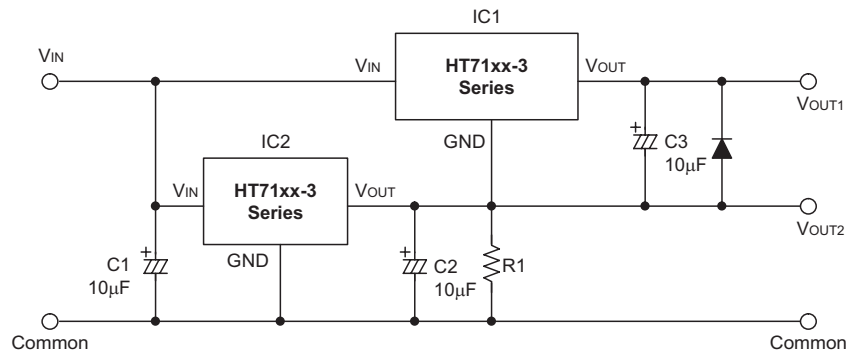 IC1
VIN
VIN
HT71xx-3
Series
VOUT
VOUT1
GND
C3
10μF
IC2
VIN
HT71xx-3
Series
VOUT
VOUT2
GND
C1
10μF
C2
10μF
R1
Common
Common